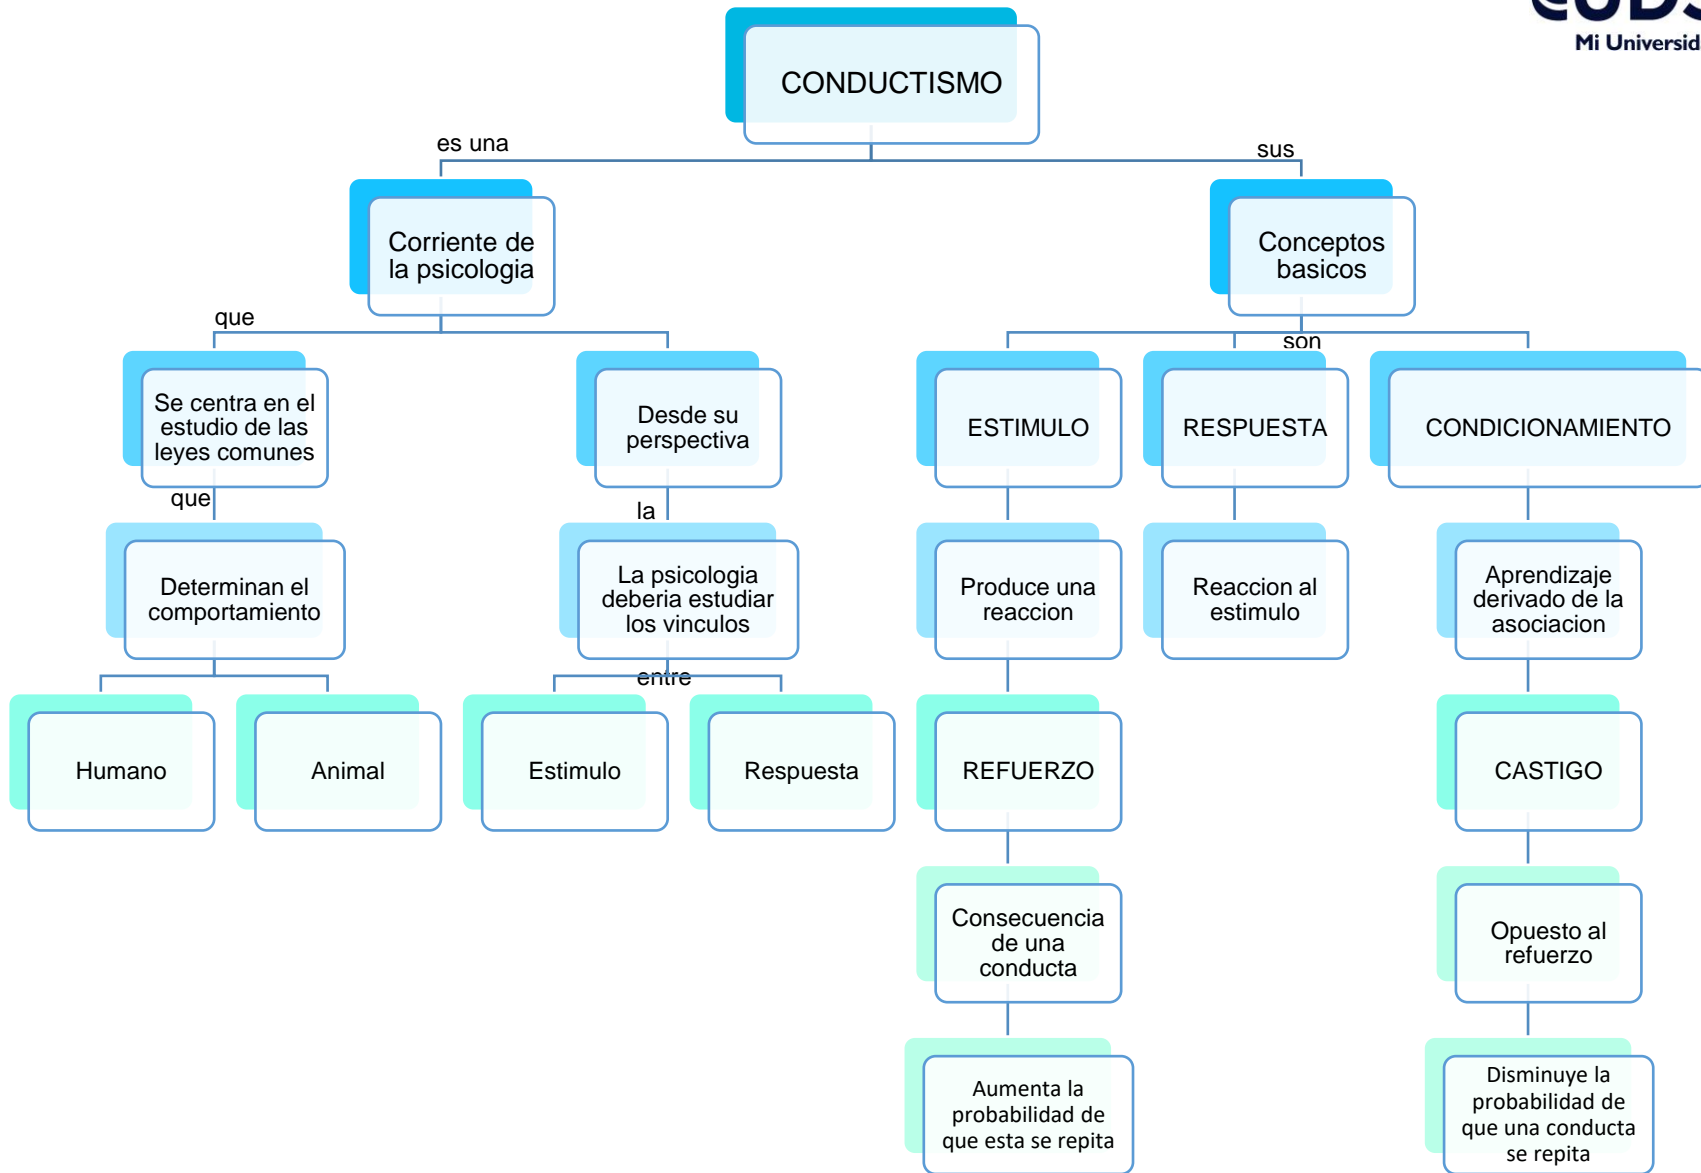 Mi Universid
CONDUCTISMO
es una
sus
Corriente de
la psicologia
Conceptos
basicos
que
son
Se centra en el
estudio de las
leyes comunes
Desde su
perspectiva
ESTIMULO
RESPUESTA
CONDICIONAMIENTO
que
la
Determinan el
comportamiento
La psicologia
deberia estudiar
los vinculos
Produce una
reaccion
Reaccion al
estimulo
Aprendizaje
derivado de la
asociacion
entre
Humano
Animal
Estimulo
Respuesta
REFUERZO
CASTIGO
Consecuencia
de una
conducta
Opuesto al
refuerzo
Aumenta la
probabilidad de
que esta se repita
Disminuye la
probabilidad de
que una conducta
se repita